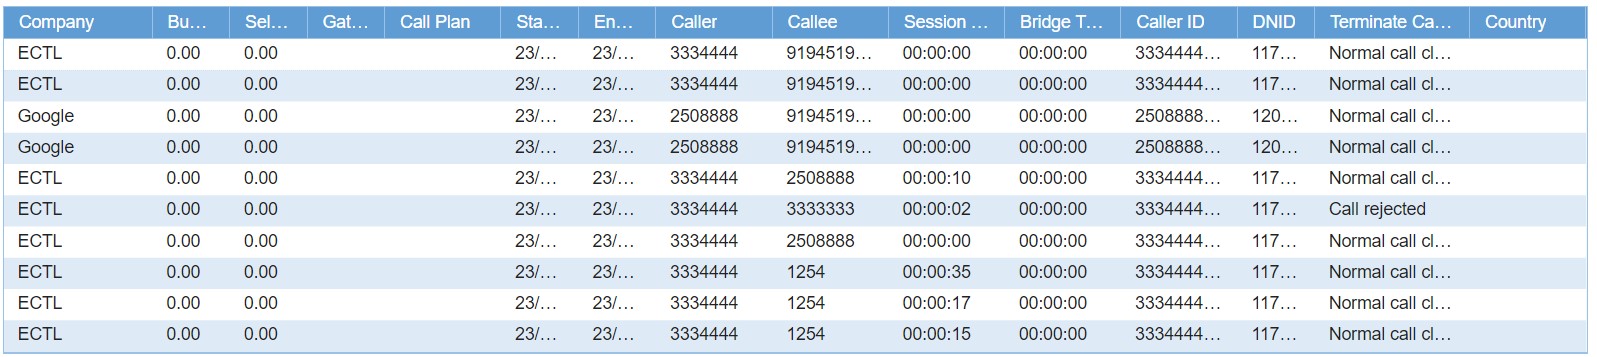 Company Bu... Sel... Gat... Call Plan Sta... En... Caller Callee Session ... Bridge T... Caller ID DNID Terminate Ca... Country
ECTL 0.00 0.00 23/... 23/... 3334444 9194519... 00:00:00 00:00:00 3334444... 117... Normal call cl...
ECTL 0.00 0.00 23/... 23/... 3334444 9194519... 00:00:00 00:00:00 3334444... 117... Normal call cl...
Google 0.00 0.00 23/... 23/... 2508888 9194519... 00:00:00 00:00:00 2508888... 120... Normal call cl...
Google 0.00 0.00 23/... 23/... 2508888 9194519... 00:00:00 00:00:00 2508888... 120... Normal call cl...
ECTL 0.00 0.00 23/... 23/... 3334444 2508888 00:00:10 00:00:00 3334444... 117... Normal call cl...
ECTL 0.00 0.00 23/... 23/... 3334444 3333333 00:00:02 00:00:00 3334444... 117... Call rejected
ECTL 0.00 0.00 23/... 23/... 3334444 2508888 00:00:00 00:00:00 3334444... 117... Normal call cl...
ECTL 0.00 0.00 23/... 23/... 3334444 1254 00:00:35 00:00:00 3334444... 117... Normal call cl...
ECTL 0.00 0.00 23/... 23/... 3334444 1254 00:00:17 00:00:00 3334444... 117... Normal call cl...
ECTL 0.00 0.00 23/... 23/... 3334444 1254 00:00:15 00:00:00 3334444... 117... Normal call cl...